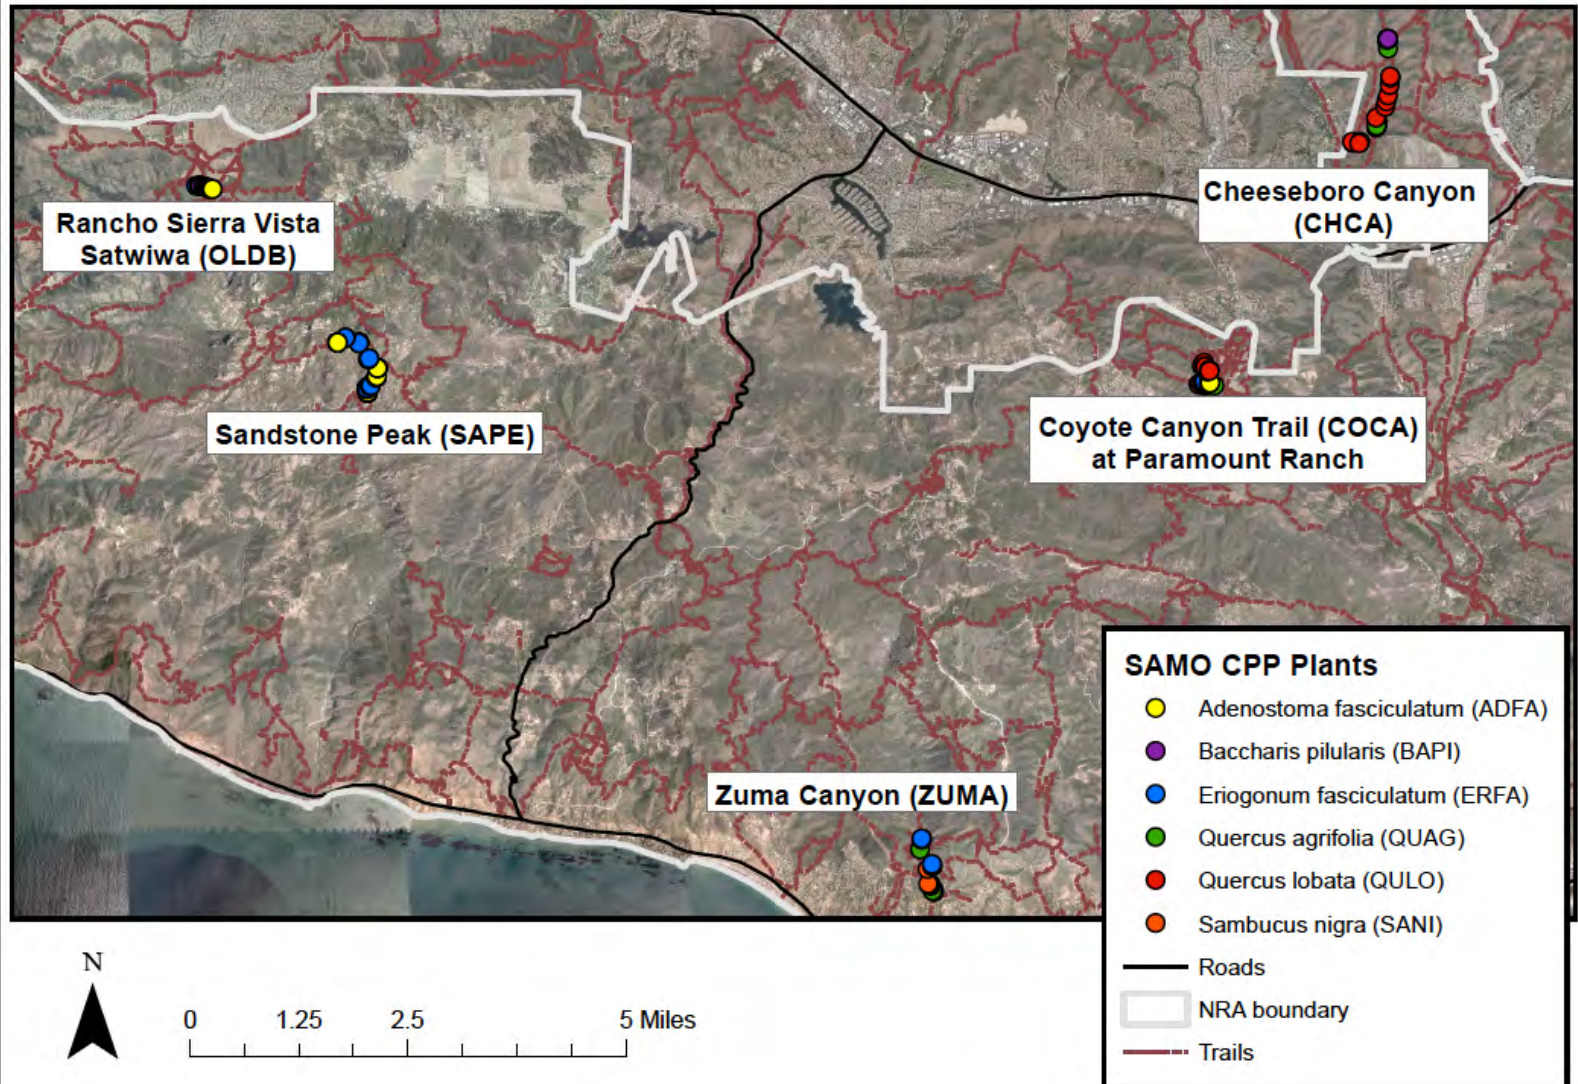 Rancho Sierra Vista
Satwiwa (OLDB)
Cheeseboro Canyon
(CHCA)
Sandstone Peak (SAPE)
Coyote Canyon Trail (COCA)
at Paramount Ranch
Zuma Canyon (ZUMA)
SAMO CPP Plants
Adenostoma fasciculatum (ADFA)
Baccharis pilularis (BAPI)
Eriogonum fasciculatum (ERFA)
Quercus agrifolia (QUAG)
Quercus lobata (QULO)
Sambucus nigra (SANI)
Roads
NRA boundary
Trails
N
0 1.25 2.5 5 Miles